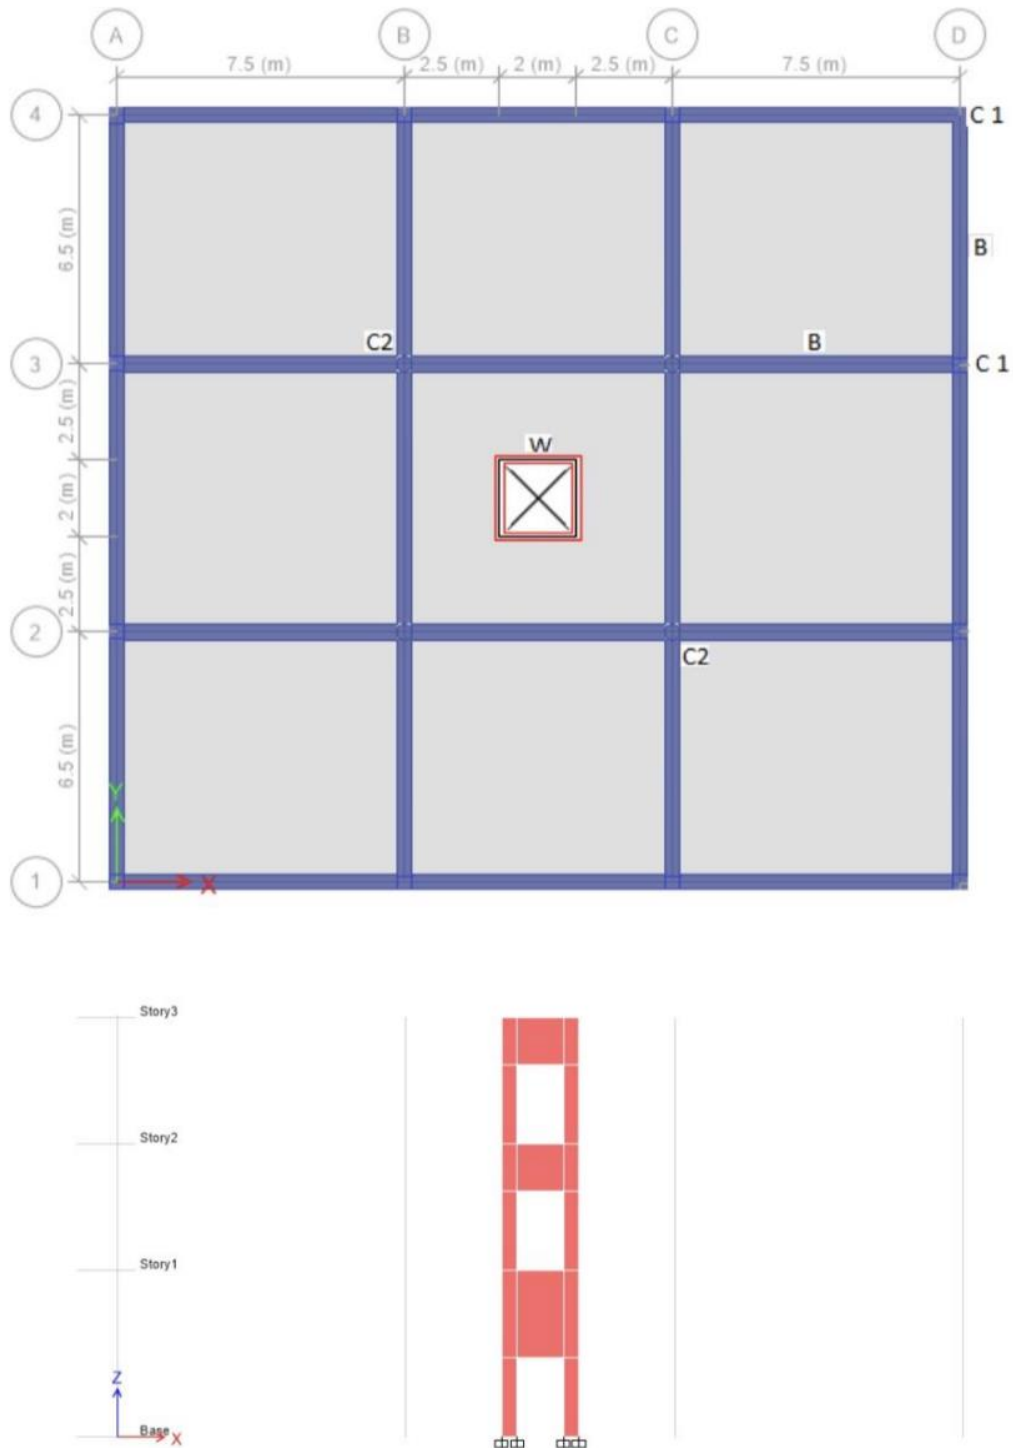 A B C D
7.5 (m) 2.5 (m) 2 (m) 2.5 (m) 7.5 (m)
4 C 1
6.5 (m)
B
C2 B
3 C 1
2.5 (m)
W
2 (m)
2.5 (m)
2
C2
6.5 (m)
Y
1 X
Story3
Story2
Story1
Z
Base X